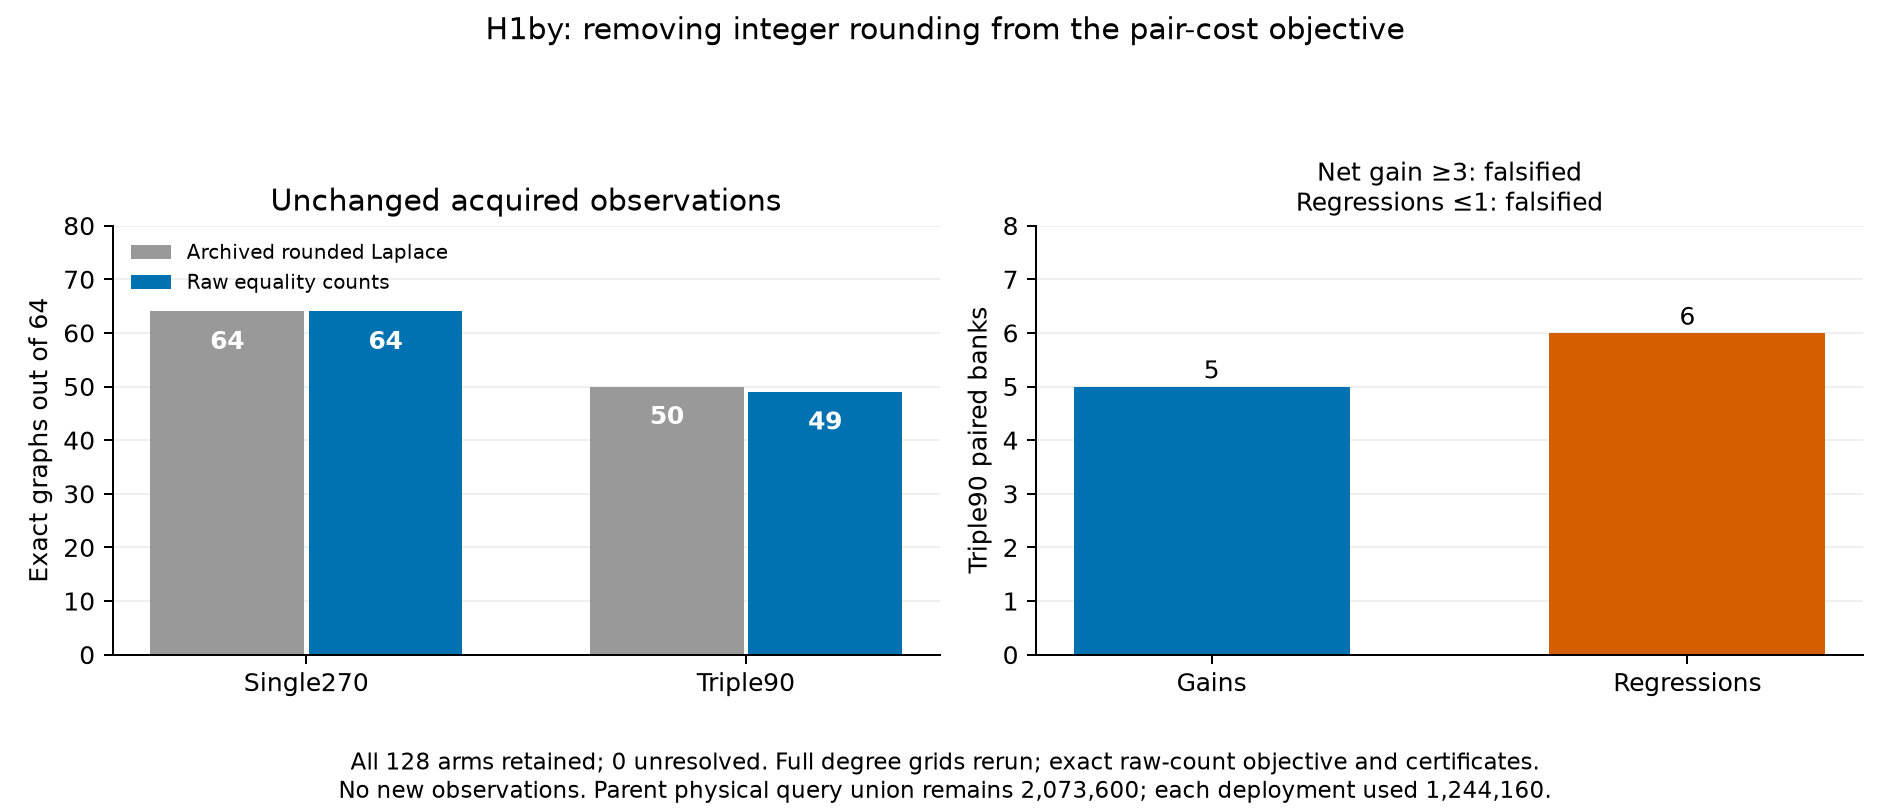 H1by: removing integer rounding from the pair-cost objective
Unchanged acquired observations
Exact graphs out of 64
80
70
60
50
40
30
20
10
0
Archived rounded Laplace
Raw equality counts
64
64
50
49
Single270
Triple90
Net gain ≥3: falsified
Regressions ≤1: falsified
Triple90 paired banks
8
7
6
5
4
3
2
1
0
5
6
Gains
Regressions
All 128 arms retained; 0 unresolved. Full degree grids rerun; exact raw-count objective and certificates.
No new observations. Parent physical query union remains 2,073,600; each deployment used 1,244,160.